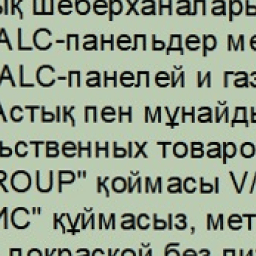 ық шеберханалары
ALC-панельдер ме
ALC-панелей и газ
Астық пен мұнайды
ьственных товаро
ROUP" қоймасы V/
ИС" құймасыз, мет
покраской без пи